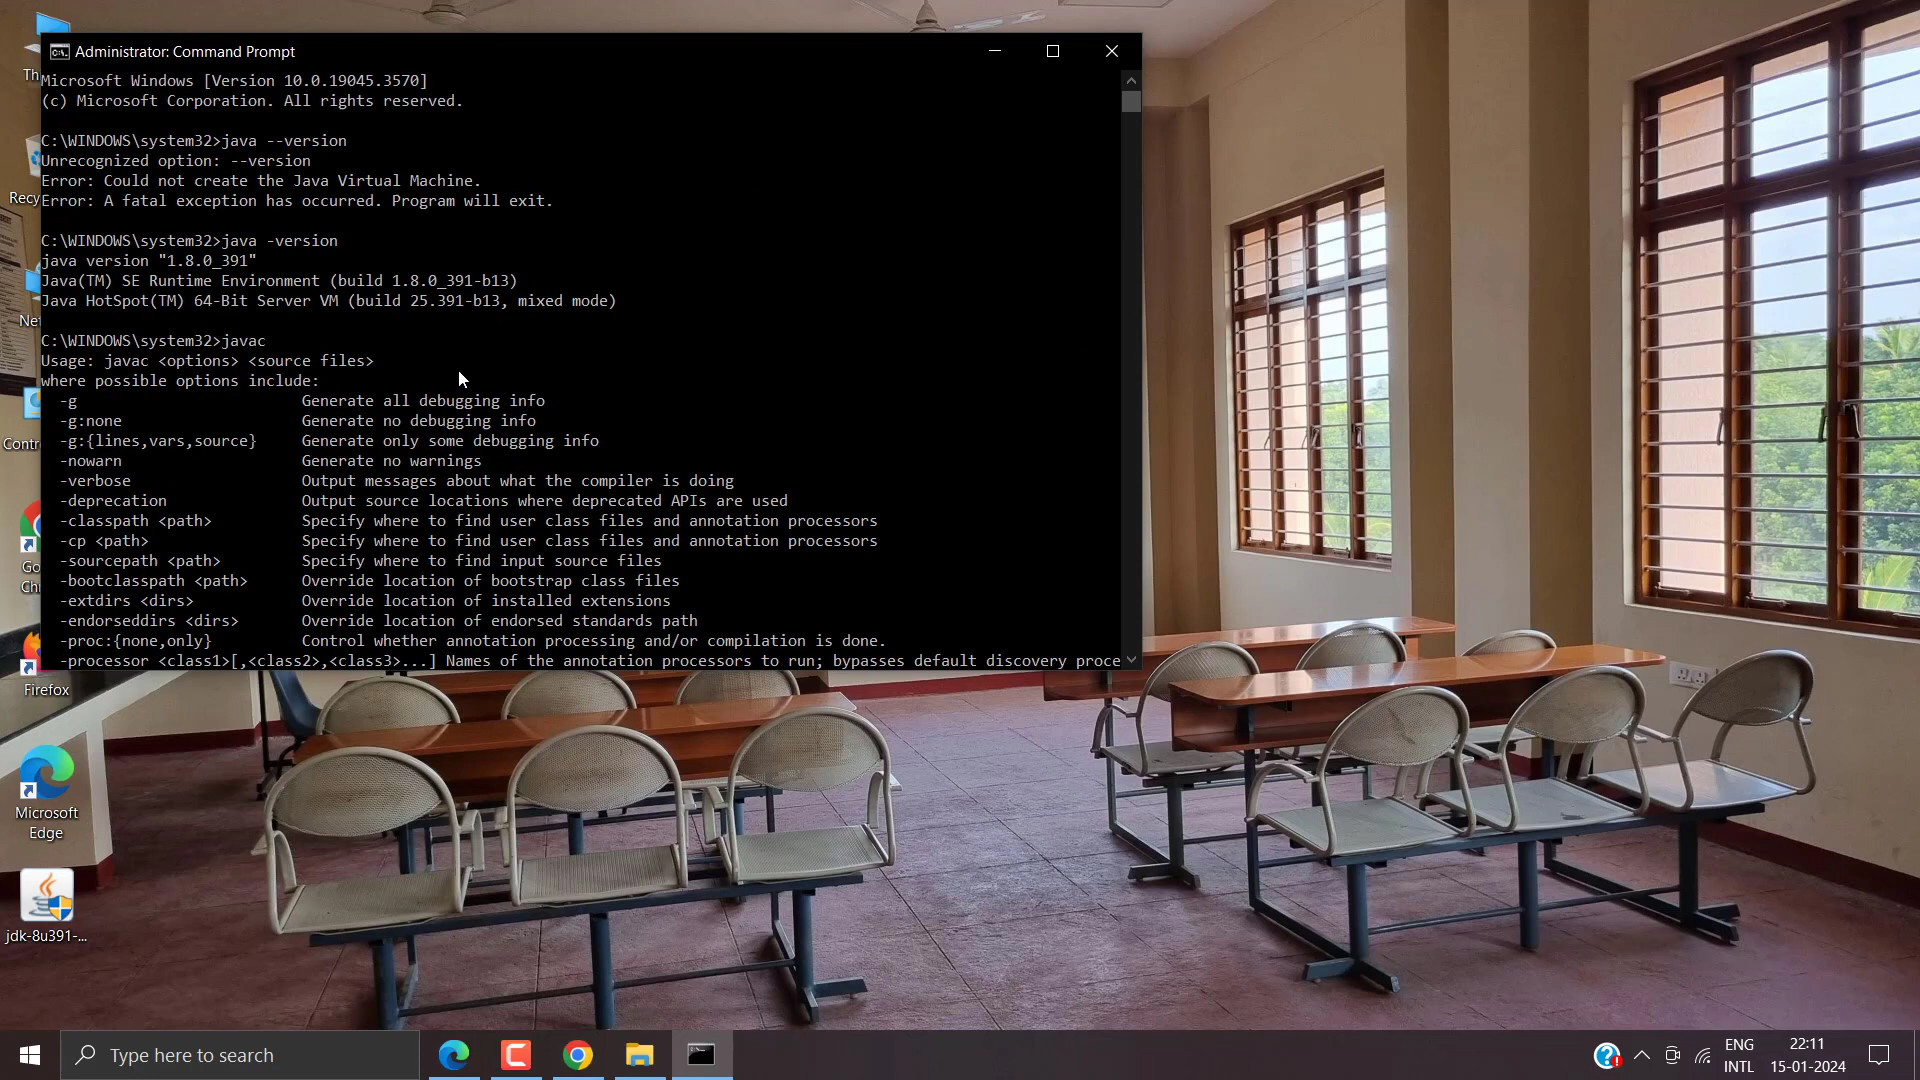 Administrator: Command Prompt
Microsoft Windows [Version 10.0.19045.3570]
(c) Microsoft Corporation. All rights reserved.
C:\WINDOWS\system32>java --version
Unrecognized option: --version
Error: Could not create the Java Virtual Machine.
Error: A fatal exception has occurred. Program will exit.
C:\WINDOWS\system32>java -version
java version "1.8.0_391"
Java(TM) SE Runtime Environment (build 1.8.0_391-b13)
Java HotSpot(TM) 64-Bit Server VM (build 25.391-b13, mixed mode)
C:\WINDOWS\system32>javac
Usage: javac <options> <source files>
where possible options include:
-g Generate all debugging info
-g:none Generate no debugging info
-g:{lines,vars,source} Generate only some debugging info
-nowarn Generate no warnings
-verbose Output messages about what the compiler is doing
-deprecation Output source locations where deprecated APIs are used
-classpath <path> Specify where to find user class files and annotation processors
-cp <path> Specify where to find user class files and annotation processors
-sourcepath <path> Specify where to find input source files
-bootclasspath <path> Override location of bootstrap class files
-extdirs <dirs> Override location of installed extensions
-endorseddirs <dirs> Override location of endorsed standards path
-proc:{none,only} Control whether annotation processing and/or compilation is done.
-processor <class1>[,<class2>,<class3>...] Names of the annotation processors to run; bypasses default discovery proce
Th
Recy
Net
Contr
Go
Chr
Firefox
Microsoft
Edge
jdk-8u391-...
Type here to search
ENG
INTL
22:11
15-01-2024